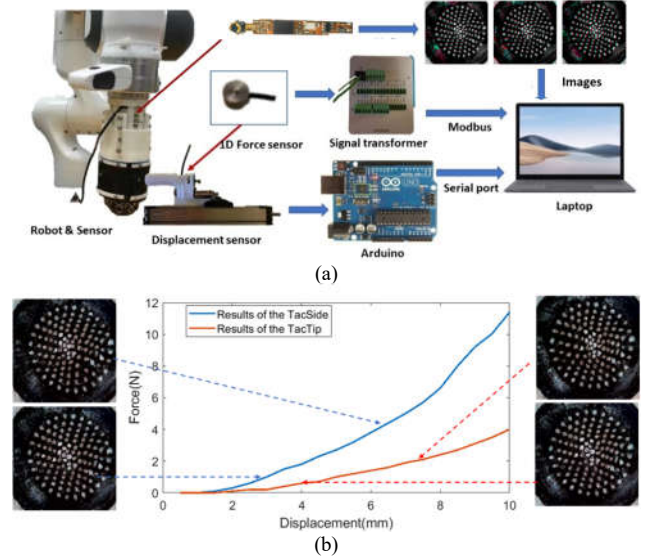 Images
1D Force sensor
Signal transformer
Modbus
ARDUINO
UNO
Serial port
Laptop
Robot & Sensor
Displacement sensor
Arduino
(a)
12
10
8
6
4
2
0
Force(N)
Results of the TacSide
Results of the TacTip
0
2
4
6
8
10
Displacement(mm)
(b)